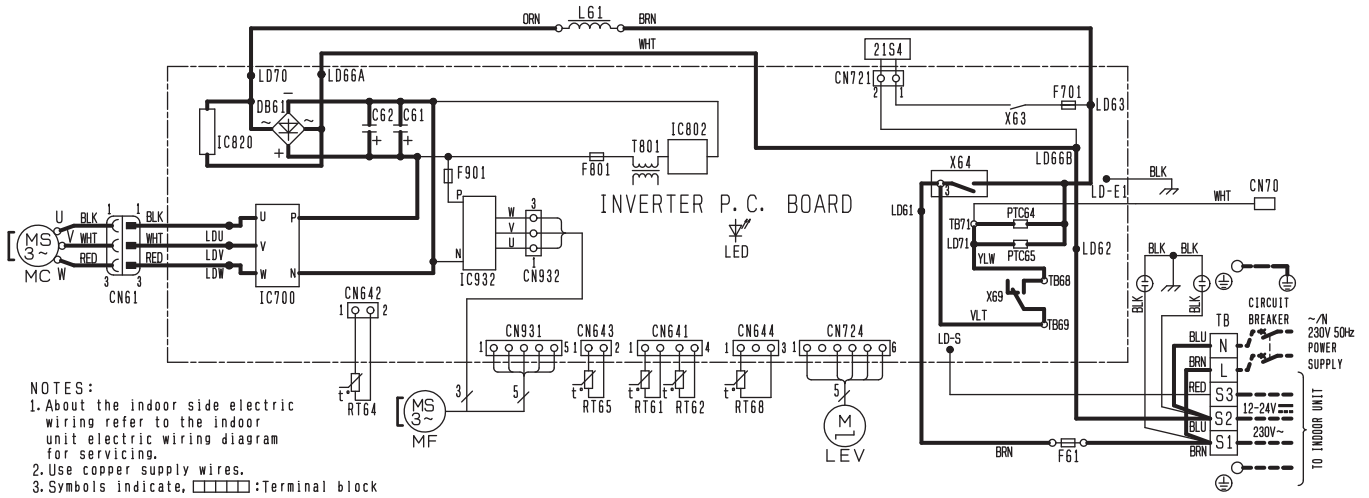 ORN L61 BRN
WHT
21S4
LD70 LD66A
CN721
2 1
F701
LD63
X63
DB61
−
~ ~
+
C62 C61
+ +
IC820
IC802
T801
F801
F901
X64
3
LD66B
LD-E1
BLK
WHT
CN70
INVERTER P.C. BOARD
LED
P
N
W
V
U
3
1
IC932 CN932
LD61
TB71
LD71
PTC64
PTC65
YLW
LD62
X69
TB68
TB69
VLT
LD-S
U BLK 1 1 BLK LDU U P
V WHT WHT LDV V
W RED 3 3 RED LDW W N
MS
3~
MC
CN61
IC700
CN642
1 2
t°
RT64
CN931
1 5
CN643
1 2
CN641
1 4
CN644
1 3
CN724
1 6
3
5
MS
3~
MF
t°
RT65
t°
RT61
t°
RT62
t°
RT68
5
M
LEV
BLK BLK
BLK
BLK
CIRCUIT
BREAKER
~/N
230V 50Hz
POWER
SUPPLY
TB
BLU N
BRN L
RED S3
S2 12-24V
BLU
S1 230V~
BRN
BRN F61
TO INDOOR UNIT
NOTES:
1. About the indoor side electric
wiring refer to the indoor
unit electric wiring diagram
for servicing.
2. Use copper supply wires.
3. Symbols indicate, :Terminal block